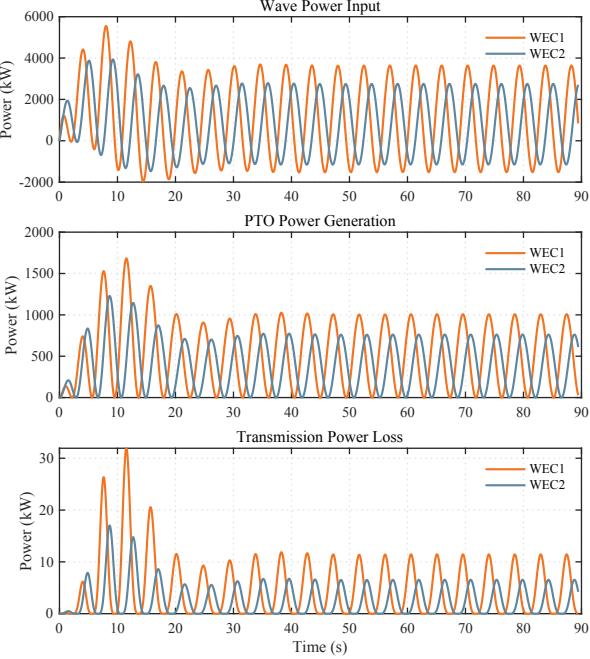 Wave Power Input
6000
4000
2000
0
-2000
Power (kW)
WEC1
WEC2
0 10 20 30 40 50 60 70 80 90
PTO Power Generation
2000
1500
1000
500
0
Power (kW)
WEC1
WEC2
0 10 20 30 40 50 60 70 80 90
Transmission Power Loss
30
20
10
0
Power (kW)
WEC1
WEC2
0 10 20 30 40 50 60 70 80 90
Time (s)